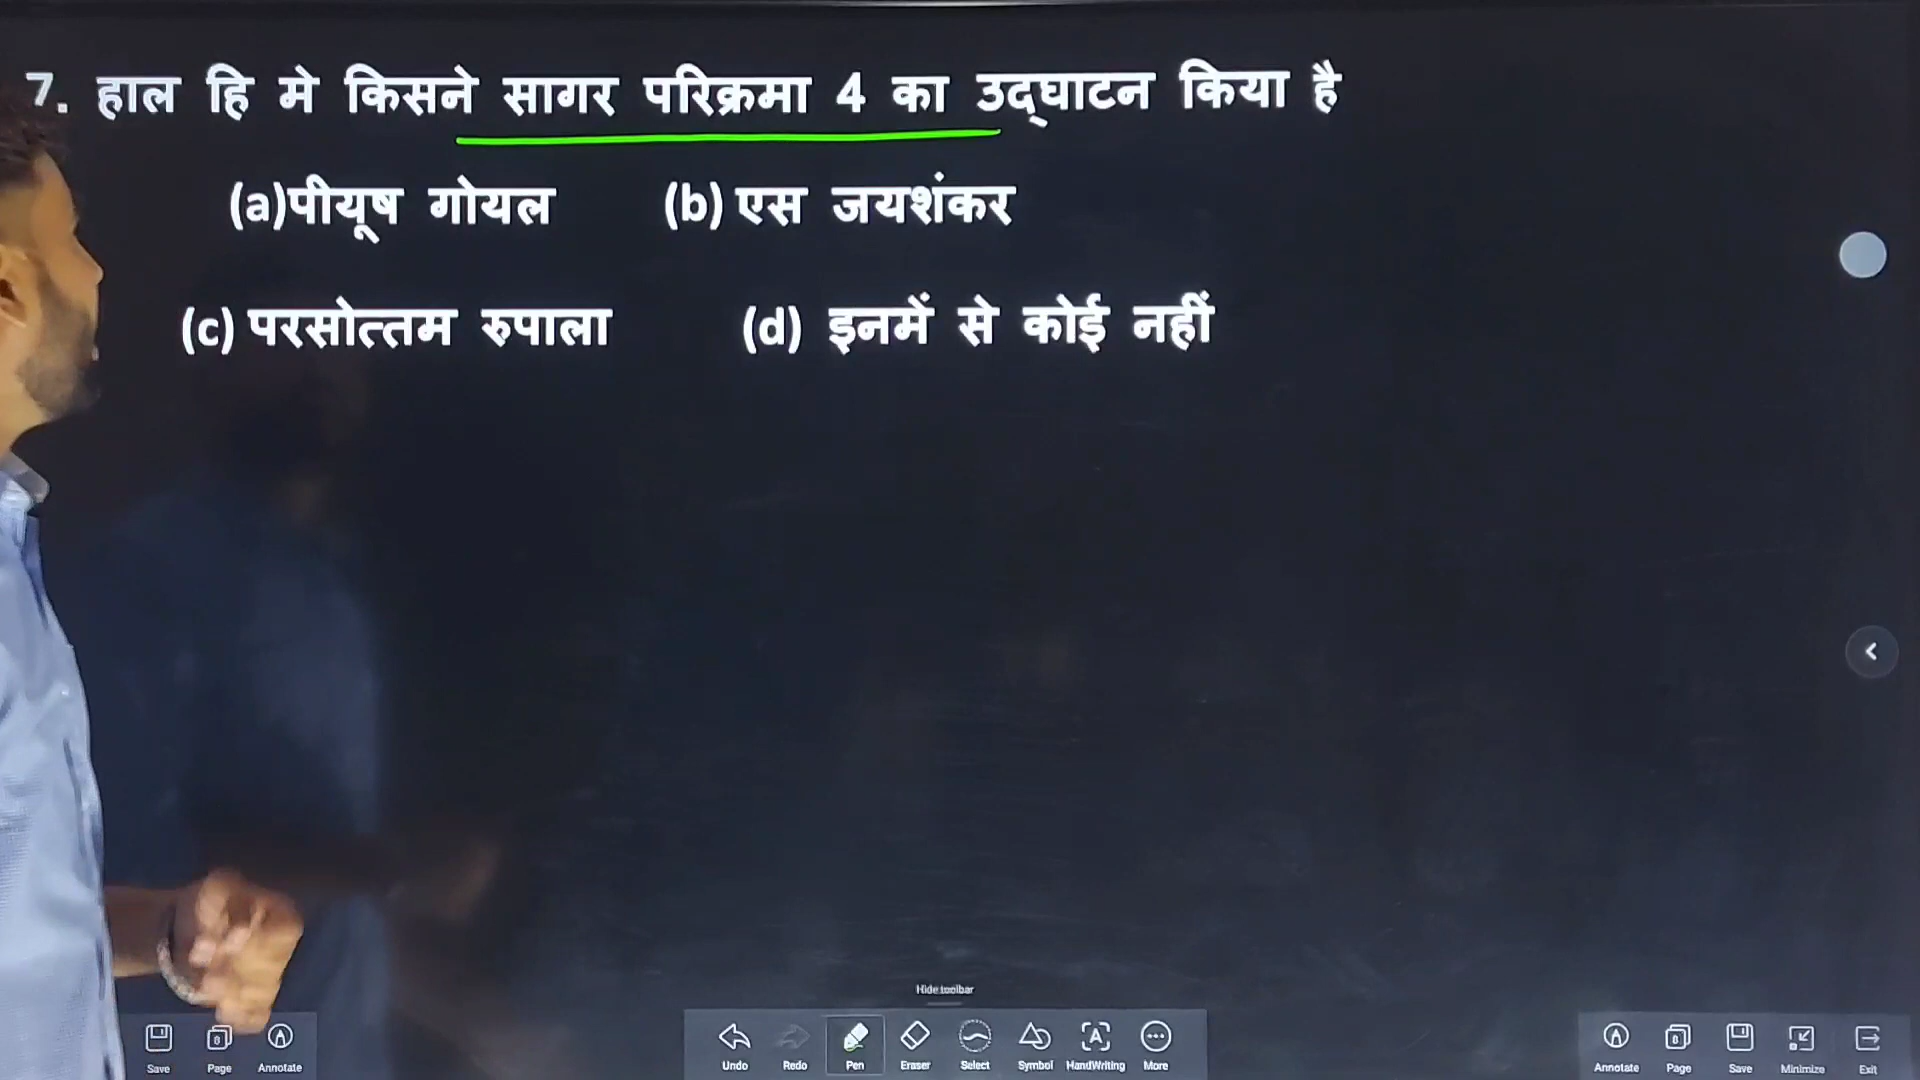 7. हाल हि मे किसने सागर परिक्रमा 4 का उद्घाटन किया है
(a)पीयूष गोयल (b) एस जयशंकर
(c) परसोत्तम रुपाला (d) इनमें से कोई नहीं
Hide toolbar
Save Page Annotate Undo Redo Pen Eraser Select Symbol HandWriting More Annotate Page Save Minimize Exit